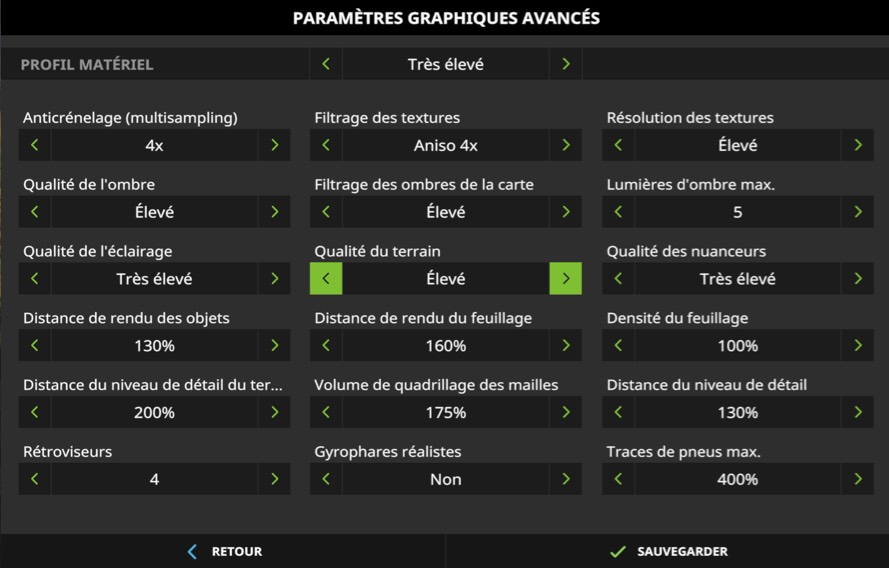 PARAMÈTRES GRAPHIQUES AVANCÉS
PROFIL MATÉRIEL Très élevé
Anticrénelage (multisampling) Filtrage des textures Résolution des textures
4x Aniso 4x Élevé
Qualité de l'ombre Filtrage des ombres de la carte Lumières d'ombre max.
Élevé Élevé 5
Qualité de l'éclairage Qualité du terrain Qualité des nuanceurs
Très élevé Élevé Très élevé
Distance de rendu des objets Distance de rendu du feuillage Densité du feuillage
130% 160% 100%
Distance du niveau de détail du ter... Volume de quadrillage des mailles Distance du niveau de détail
200% 175% 130%
Rétroviseurs Gyrophares réalistes Traces de pneus max.
4 Non 400%
RETOUR SAUVEGARDER